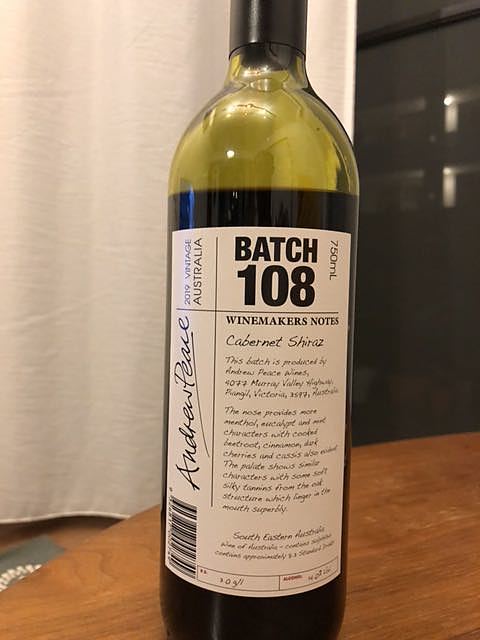 BATCH
108
750mL
2019 VINTAGE
AUSTRALIA
Andrew Peace
WINEMAKERS NOTES
Cabernet Shiraz
This batch is produced by
Andrew Peace Wines,
4077 Murray Valley Highway,
Piangil, Victoria, 3597, Australia.
The nose provides more
menthol, eucalypt and mint
characters with cooked
beetroot, cinnamon, dark
cherries and cassis also evident.
The palate shows similar
characters with some soft
silky tannins from the oak
structure which linger in the
mouth superbly.
South Eastern Australia
Wine of Australia - contains sulphites
contains approximately 8.3 Standard Drinks
R.S.
ALCOHOL